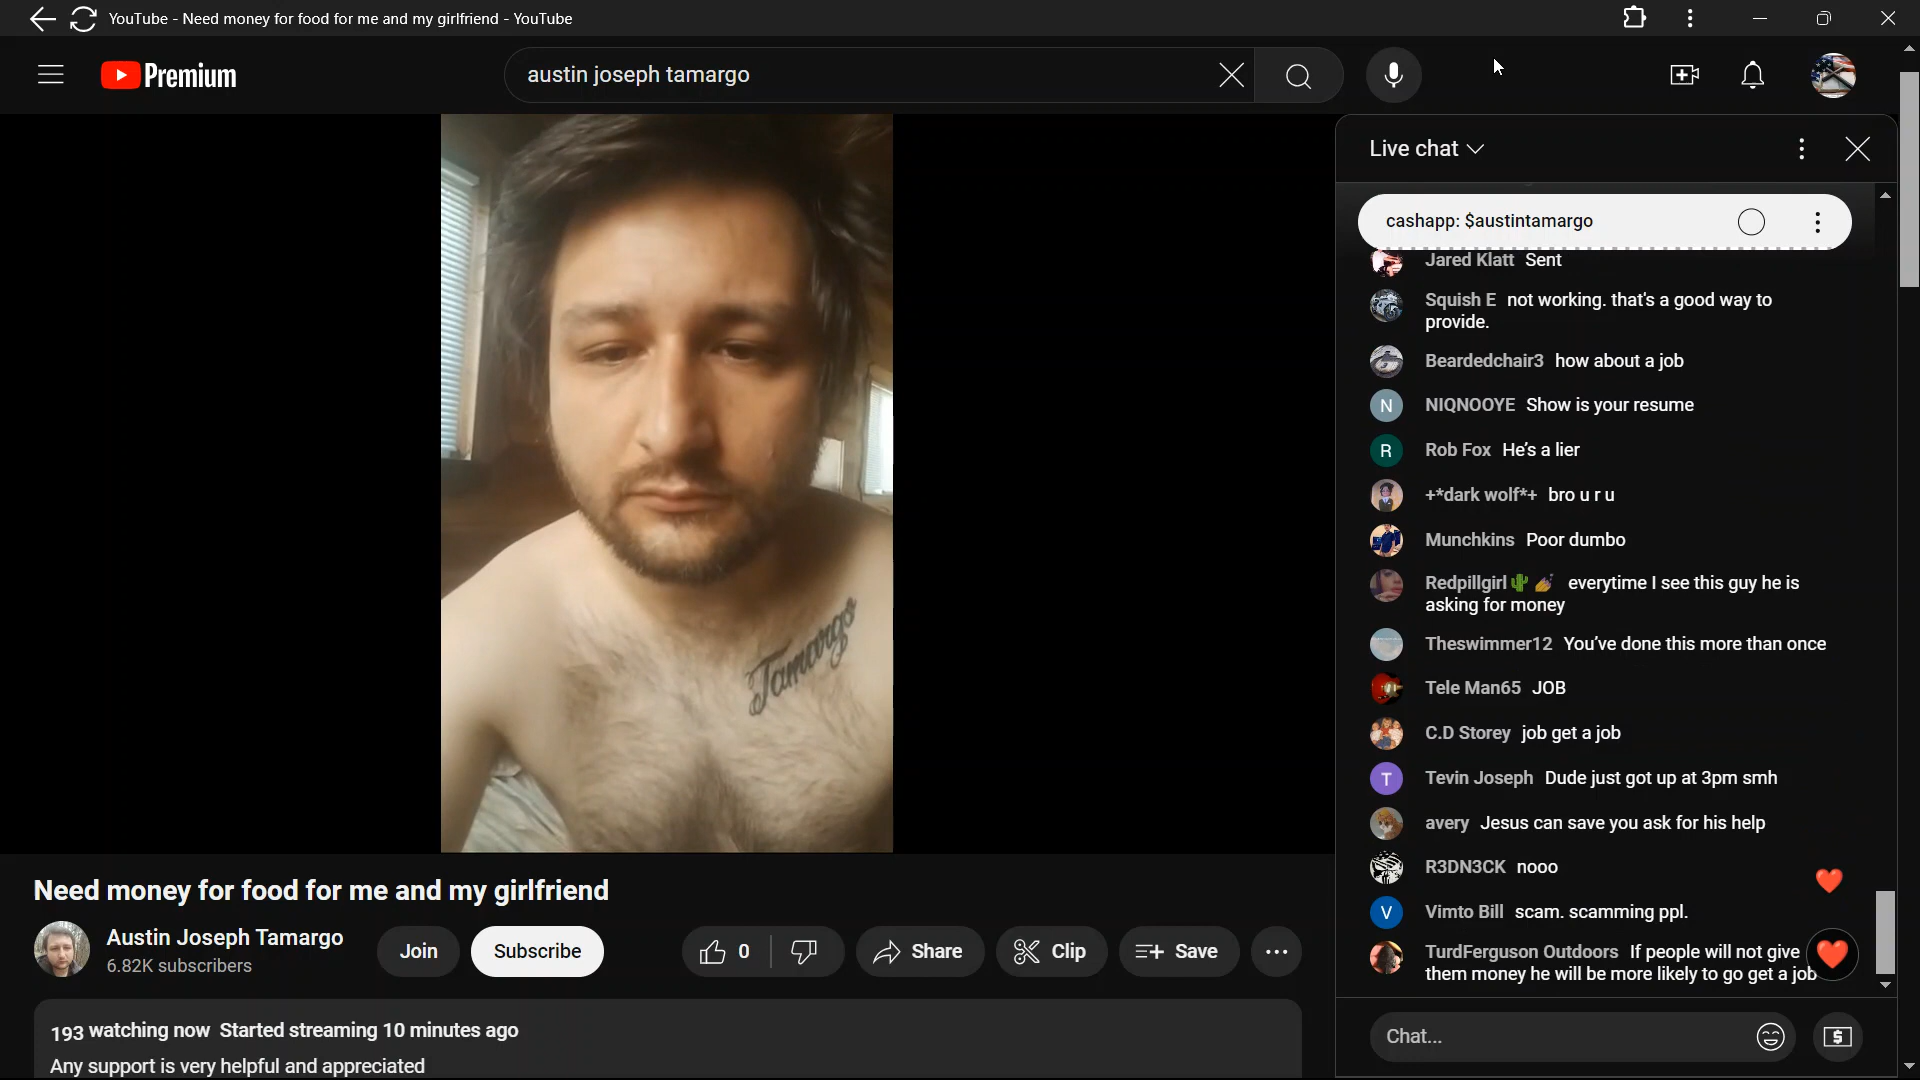 YouTube - Need money for food for me and my girlfriend - YouTube
Premium
austin joseph tamargo
Live chat
cashapp: $austintamargo
Jared Klatt Sent
Squish E not working. that's a good way to
provide.
Beardedchair3 how about a job
N NIQNOOYE Show is your resume
R Rob Fox He's a lier
+*dark wolf*+ bro u r u
Munchkins Poor dumbo
Redpillgirl🌵💅 everytime I see this guy he is
asking for money
Theswimmer12 You've done this more than once
Tele Man65 JOB
C.D Storey job get a job
T Tevin Joseph Dude just got up at 3pm smh
avery Jesus can save you ask for his help
R3DN3CK nooo
V Vimto Bill scam. scamming ppl.
TurdFerguson Outdoors If people will not give
them money he will be more likely to go get a job
Chat...
Tamargo
Need money for food for me and my girlfriend
Austin Joseph Tamargo
6.82K subscribers
Join
Subscribe
0
Share
Clip
Save
193 watching now Started streaming 10 minutes ago
Any support is very helpful and appreciated